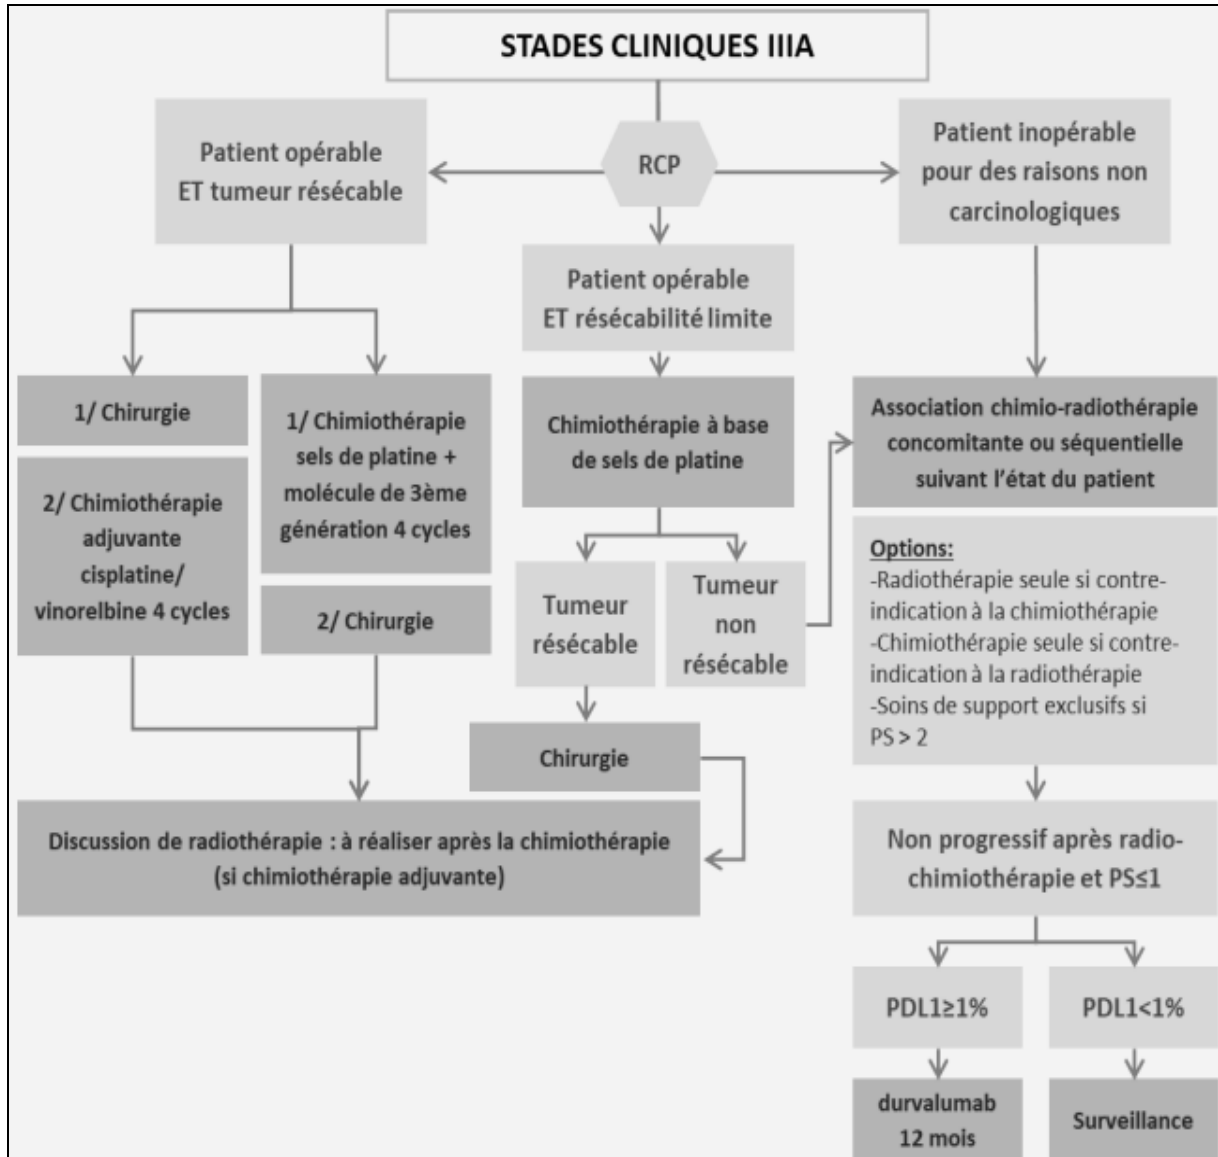 STADES CLINIQUES IIIA
RCP
Patient opérable
ET tumeur résécable
1/ Chirurgie
2/ Chimiothérapie
adjuvante
cisplatine/
vinorelbine 4 cycles
1/ Chimiothérapie
sels de platine +
molécule de 3ème
génération 4 cycles
2/ Chirurgie
Patient opérable
ET résécabilité limite
Chimiothérapie à base
de sels de platine
Tumeur
résécable
Tumeur
non
résécable
Chirurgie
Discussion de radiothérapie : à réaliser après la chimiothérapie
(si chimiothérapie adjuvante)
Patient inopérable
pour des raisons non
carcinologiques
Association chimio-radiothérapie
concomitante ou séquentielle
suivant l’état du patient
Options:
-Radiothérapie seule si contre-
indication à la chimiothérapie
-Chimiothérapie seule si contre-
indication à la radiothérapie
-Soins de support exclusifs si
PS > 2
Non progressif après radio-
chimiothérapie et PS≤1
PDL1≥1%
durvalumab
12 mois
PDL1<1%
Surveillance